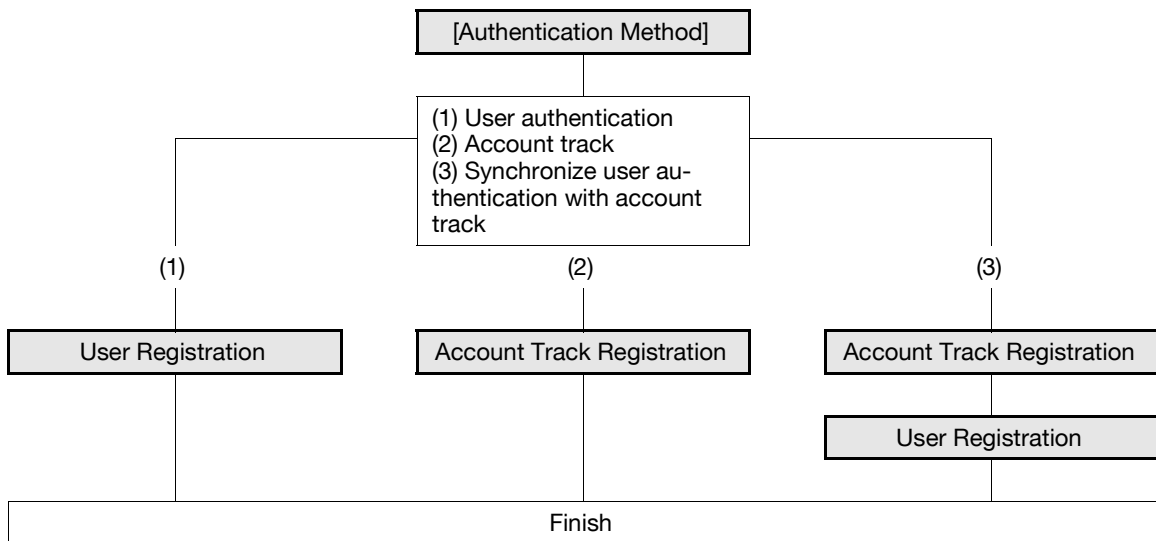 [Authentication Method]
(1) User authentication
(2) Account track
(3) Synchronize user au-
thentication with account
track
(1)
(2)
(3)
User Registration
Account Track Registration
Account Track Registration
User Registration
Finish